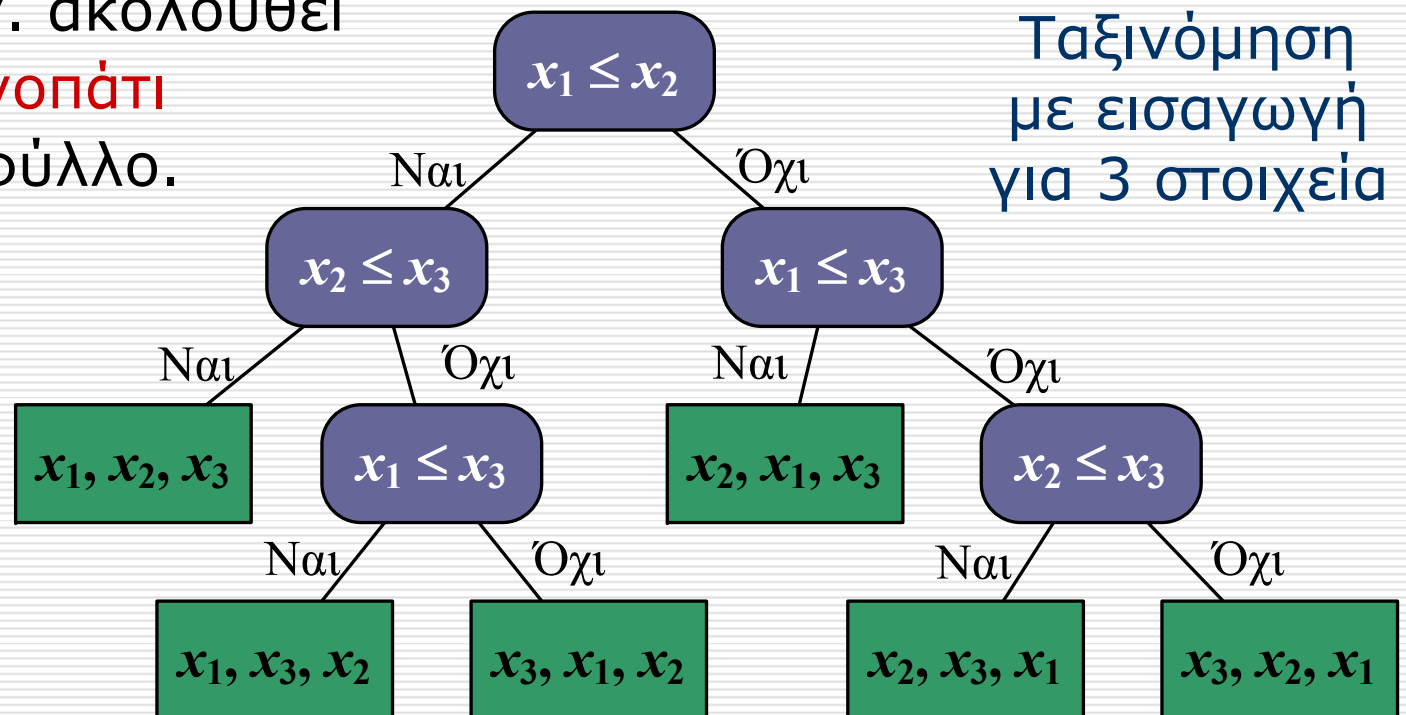 ν. ακολουθεί
νοπάτι
φύλλο.
Ταξινόμηση
με εισαγωγή
για 3 στοιχεία
x₁ ≤ x₂
Ναι
Όχι
x₂ ≤ x₃
x₁ ≤ x₃
Ναι
Όχι
Ναι
Όχι
x₁, x₂, x₃
x₁ ≤ x₃
x₂, x₁, x₃
x₂ ≤ x₃
Ναι
Όχι
Ναι
Όχι
x₁, x₃, x₂
x₃, x₁, x₂
x₂, x₃, x₁
x₃, x₂, x₁